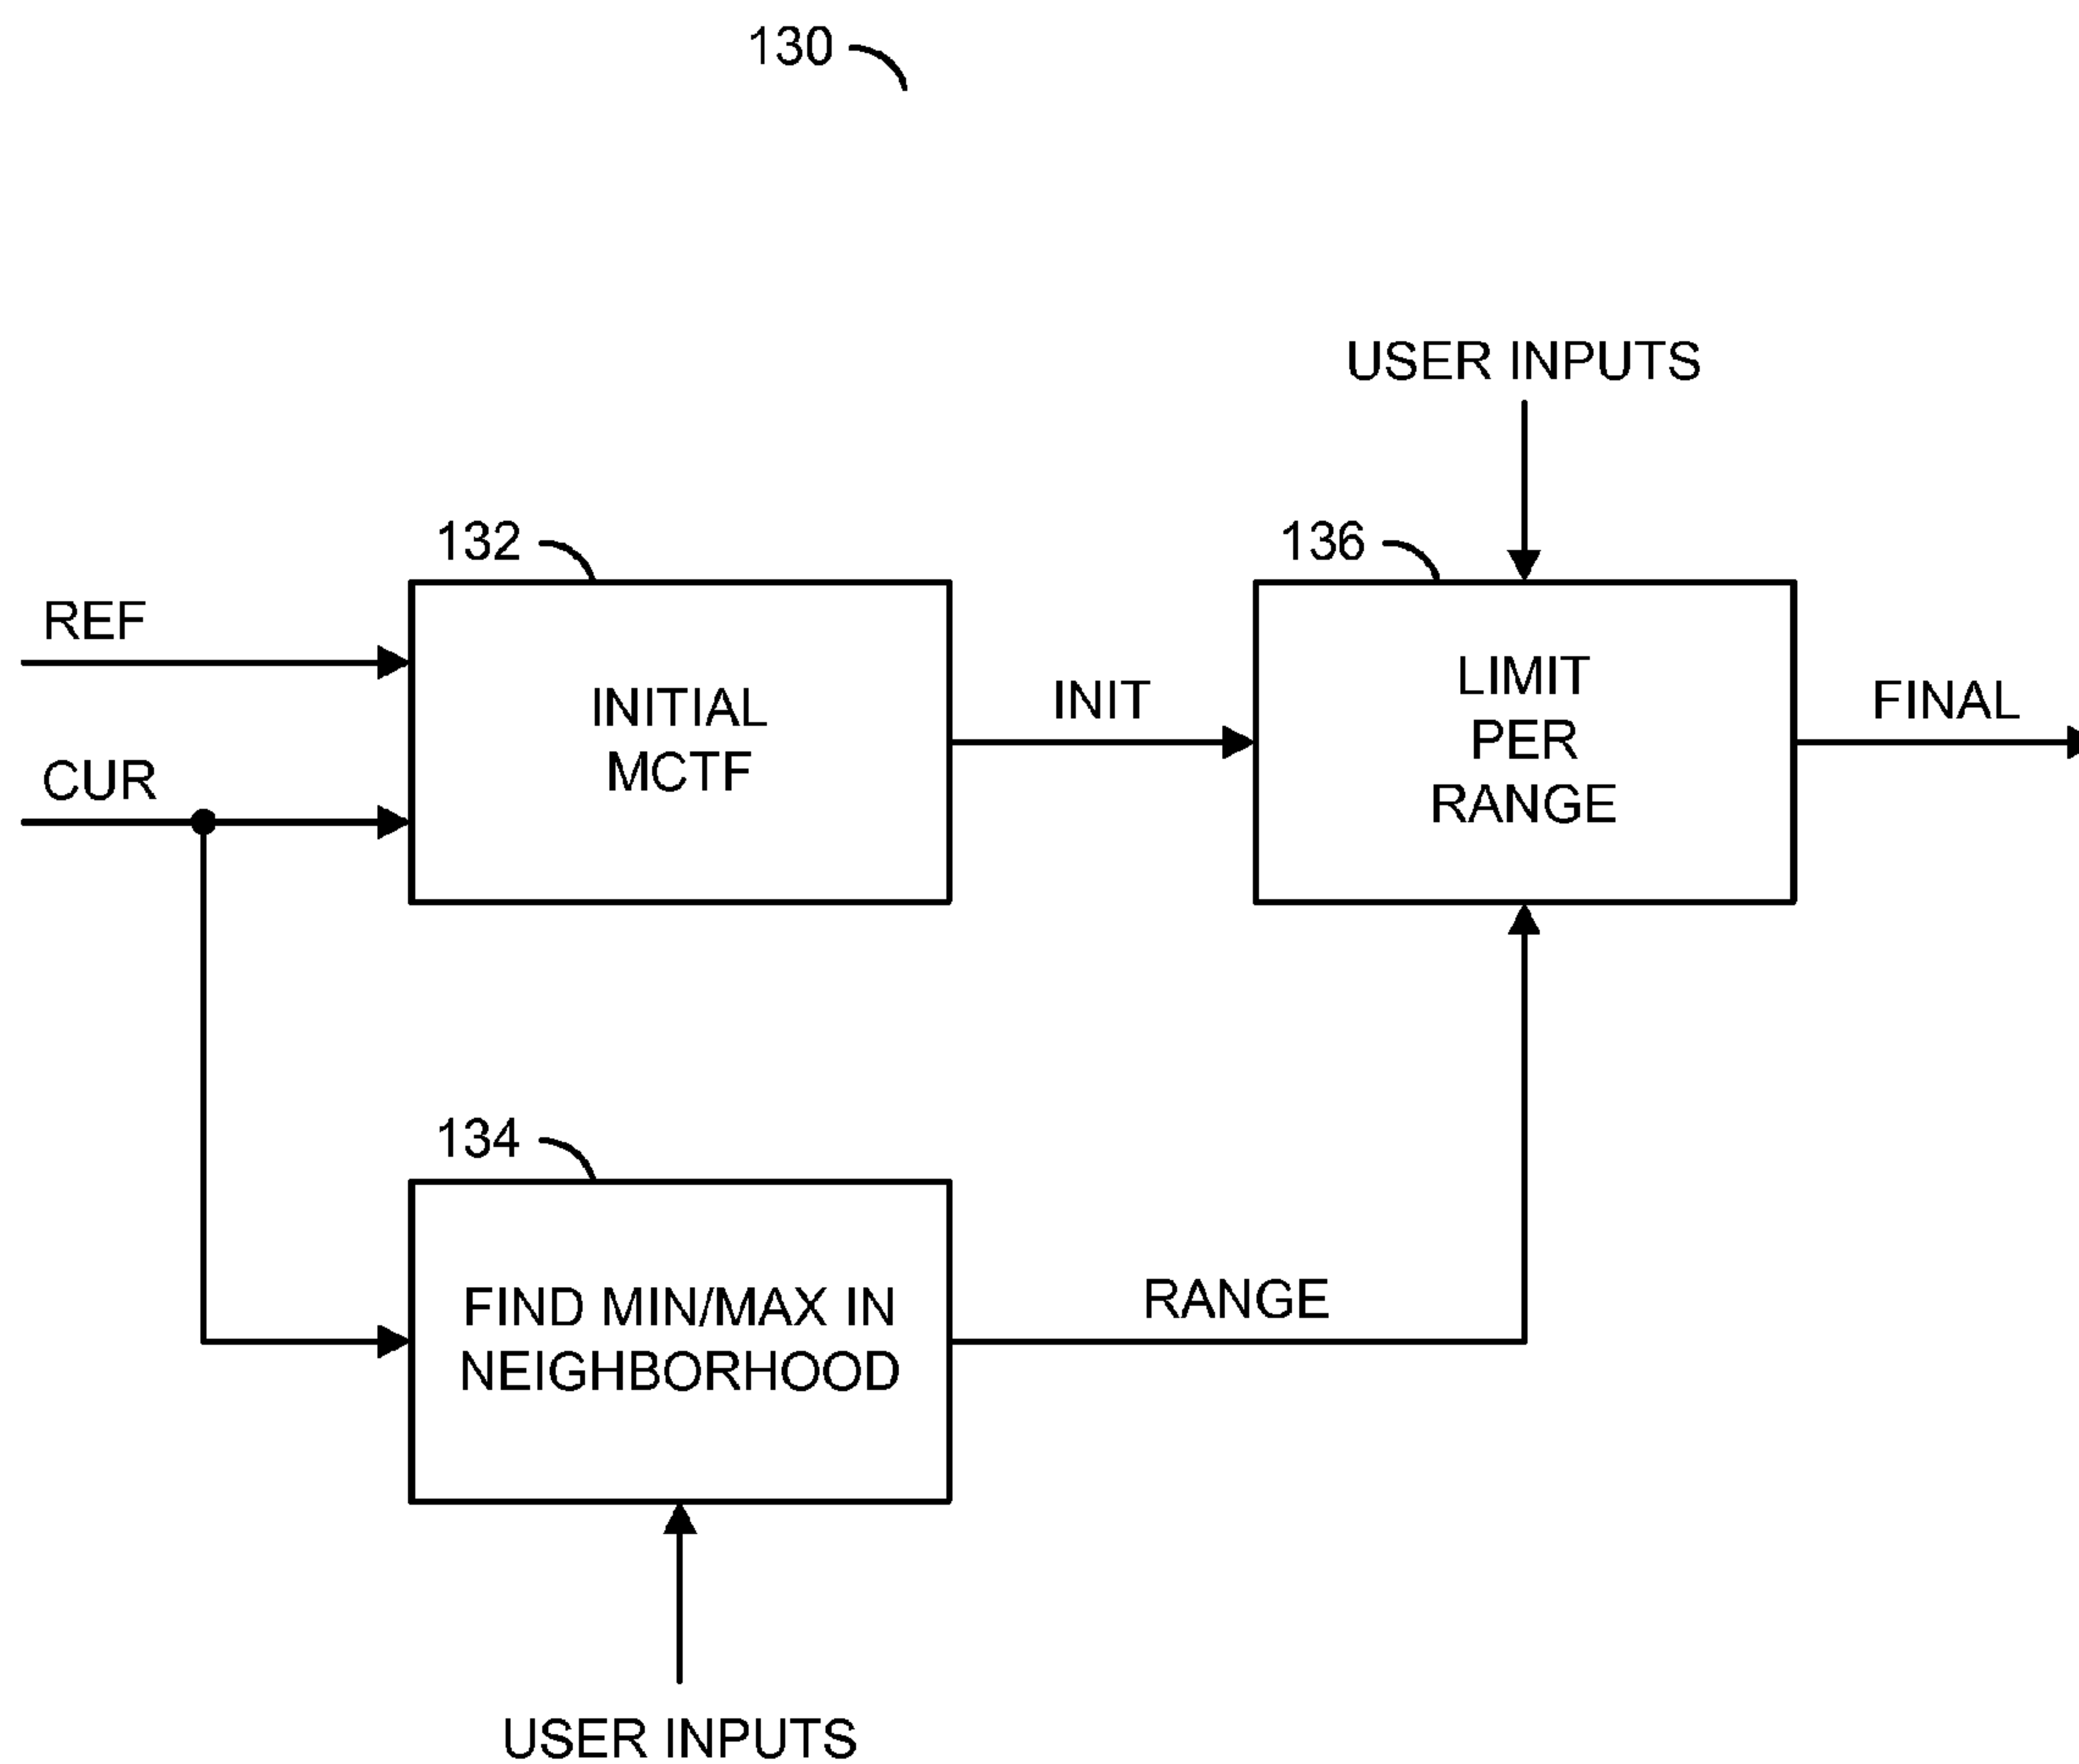 130
USER INPUTS
132
136
REF
INITIAL
MCTF
INIT
LIMIT
PER
RANGE
FINAL
CUR
134
FIND MIN/MAX IN
NEIGHBORHOOD
RANGE
USER INPUTS